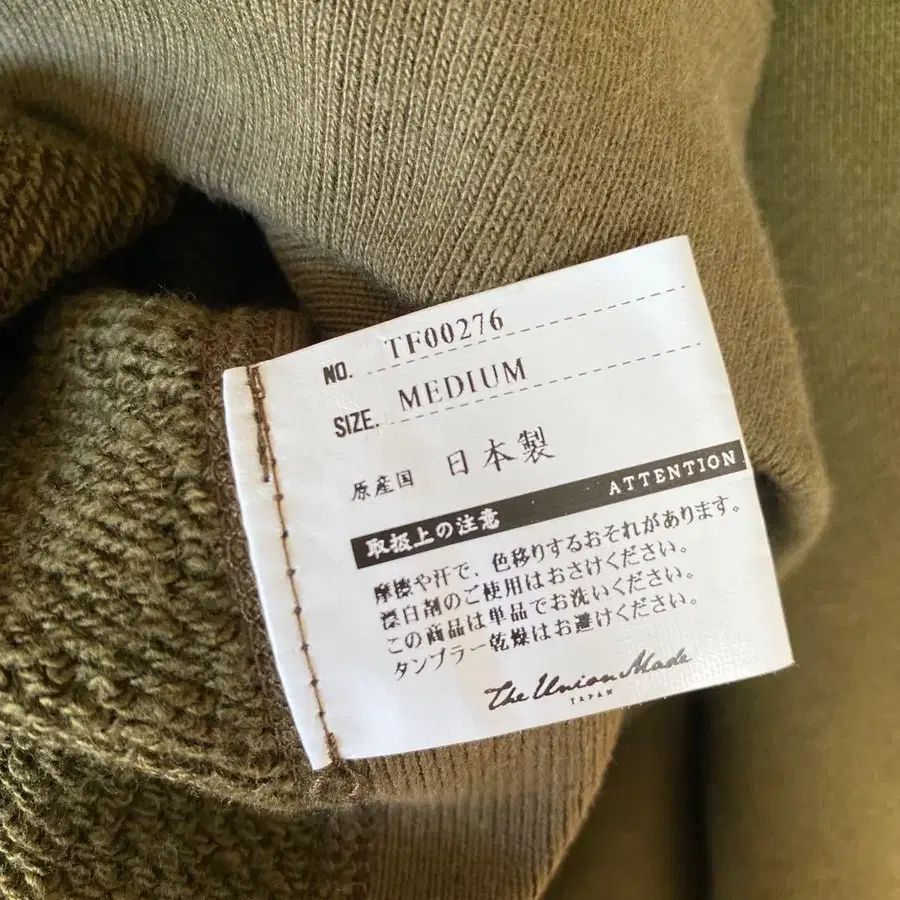 NO. TF00276
SIZE. MEDIUM
原産国 日本製
取扱上の注意 ATTENTION
摩擦や汗で、色移りするおそれがあります。
漂白剤のご使用はおさけください。
この商品は単品でお洗いください。
タンブラー乾燥はお避けください。
The Union Made
JAPAN